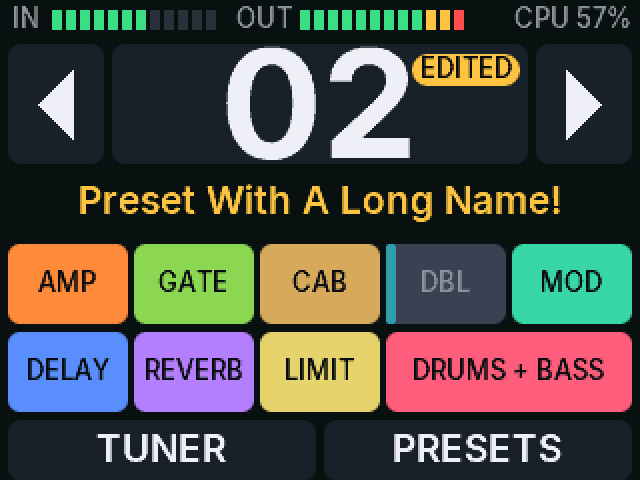 IN OUT CPU 57%
02 EDITED
Preset With A Long Name!
AMP GATE CAB DBL MOD
DELAY REVERB LIMIT DRUMS + BASS
TUNER PRESETS